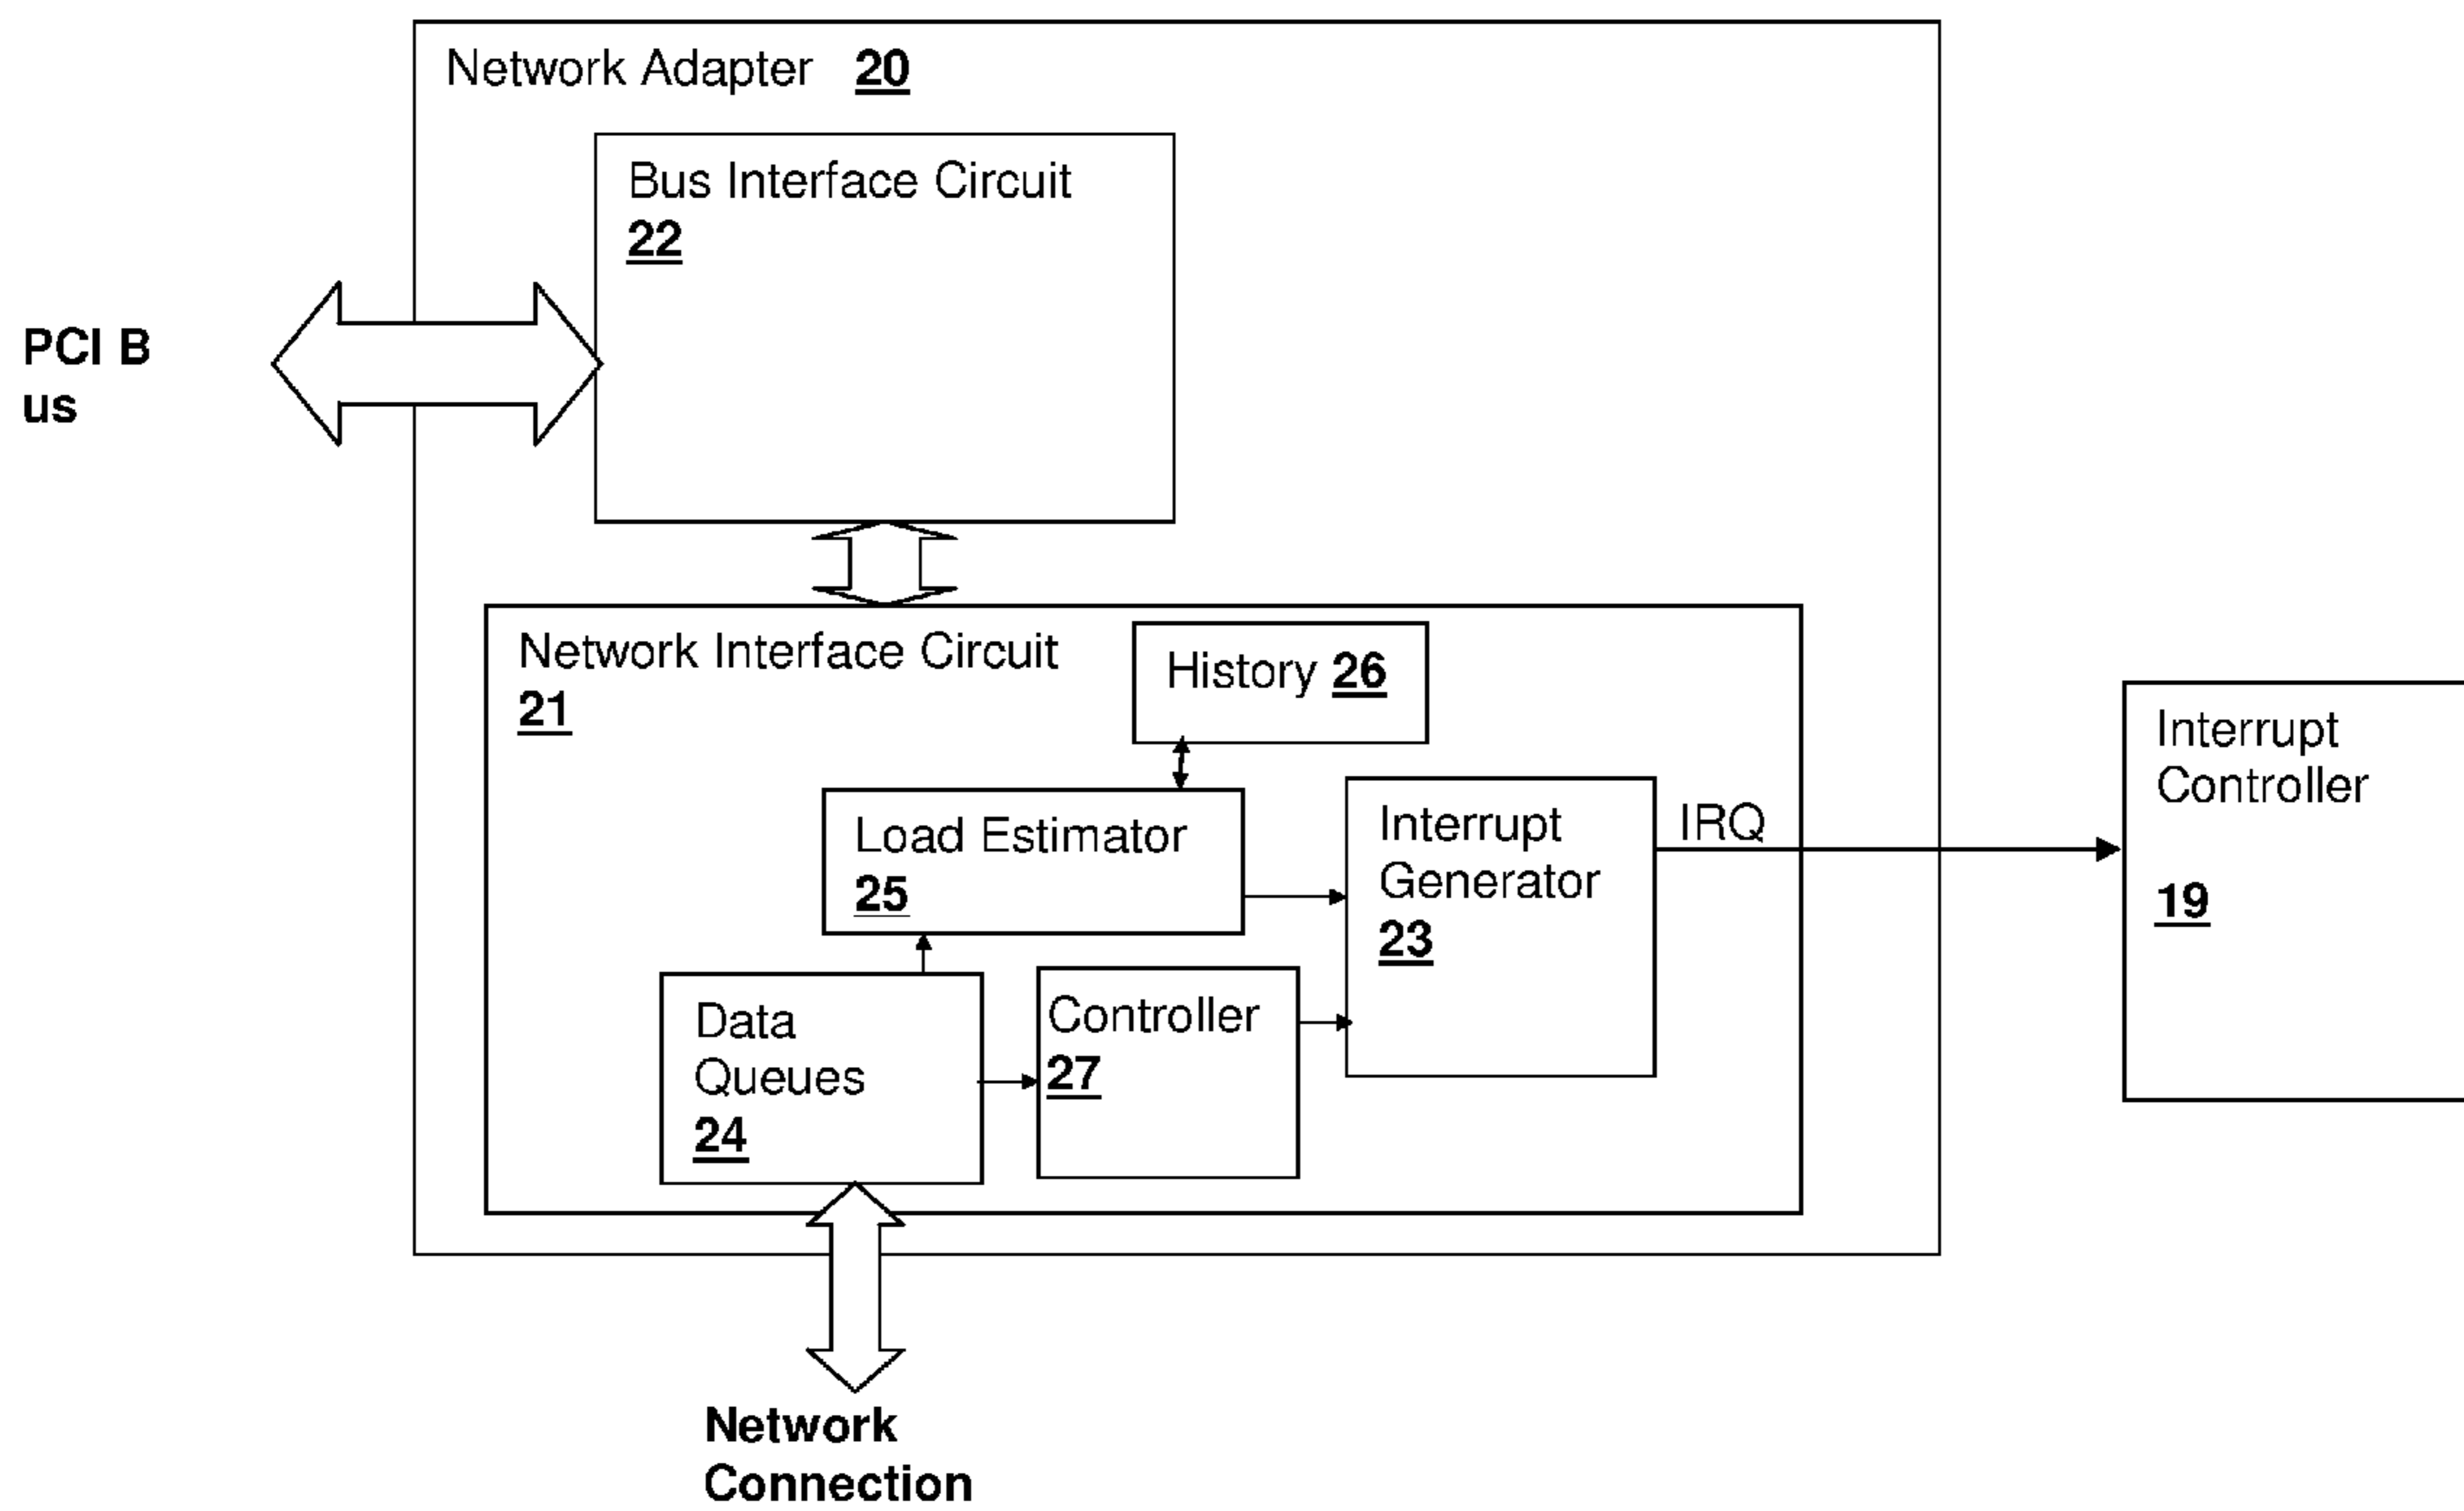 Network Adapter 20
Bus Interface Circuit
22
PCI B
us
Network Interface Circuit
21
History 26
Load Estimator
25
Interrupt
Generator
23
IRQ
Interrupt
Controller
19
Data
Queues
24
Controller
27
Network
Connection